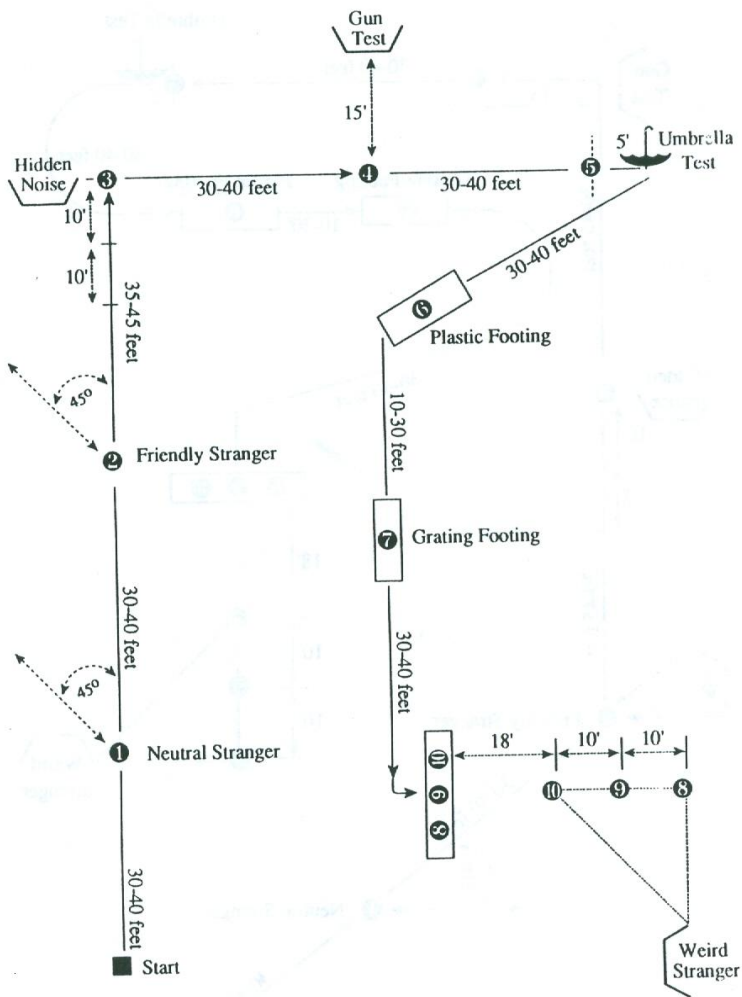 Gun
Test
15'
5'
Umbrella
Test
Hidden
Noise
3
30-40 feet
4
30-40 feet
5
10'
10'
35-45 feet
30-40 feet
6
Plastic Footing
45°
2
Friendly Stranger
10-30 feet
7
Grating Footing
30-40 feet
30-40 feet
45°
1
Neutral Stranger
18'
10'
10'
10
9
8
10
9
8
30-40 feet
Start
Weird
Stranger